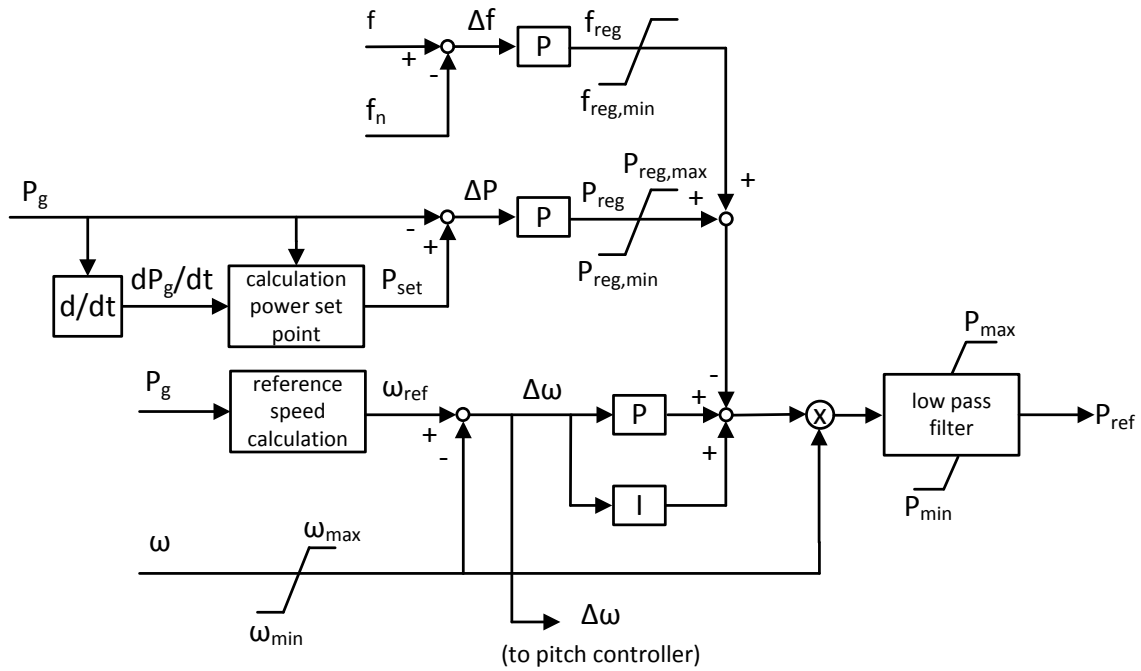 f
Δf
P
f_reg
+
-
f_reg,min
f_n
P_g
ΔP
P
P_reg
P_reg,max
+
+
-
+
P_reg,min
dP_g/dt
d/dt
calculation
power set
point
P_set
P_g
reference
speed
calculation
ω_ref
Δω
+
-
P
+
-
+
I
x
low pass
filter
P_max
P_min
P_ref
ω
ω_max
ω_min
Δω
(to pitch controller)